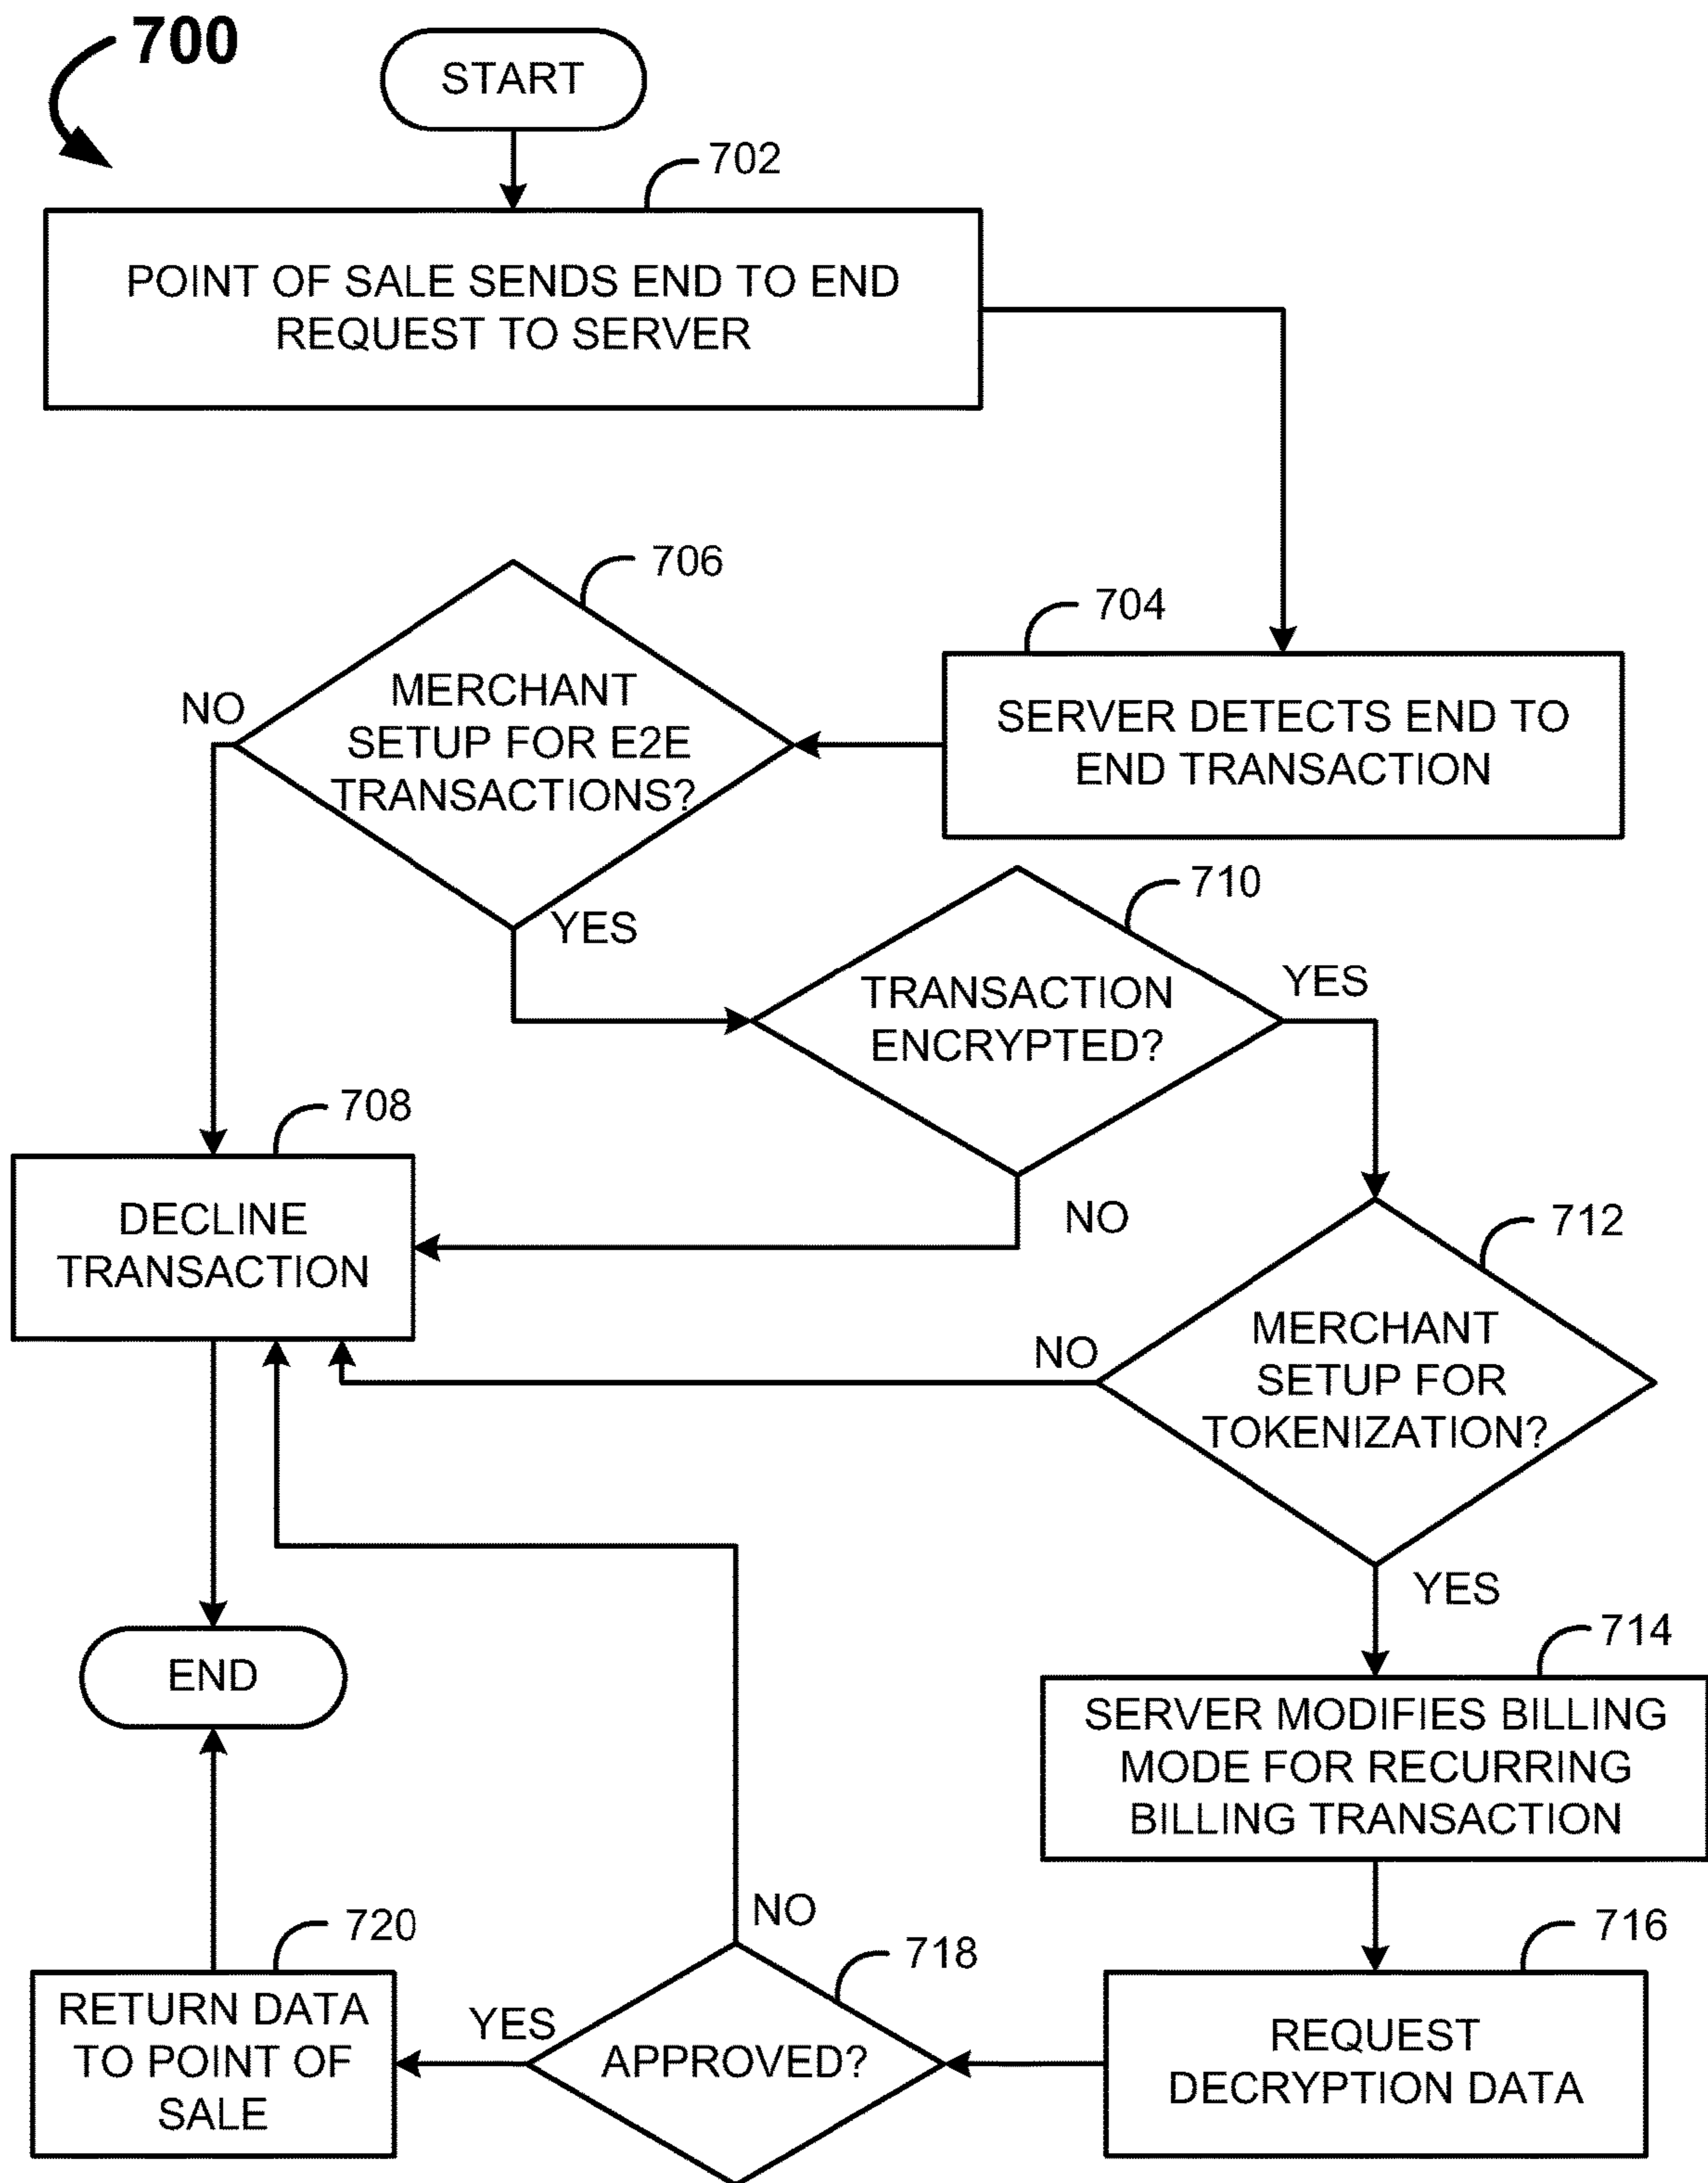 700
START
702
POINT OF SALE SENDS END TO END
REQUEST TO SERVER
706
704
MERCHANT
SETUP FOR E2E
TRANSACTIONS?
NO
YES
SERVER DETECTS END TO
END TRANSACTION
710
TRANSACTION
ENCRYPTED?
YES
NO
708
DECLINE
TRANSACTION
712
MERCHANT
SETUP FOR
TOKENIZATION?
NO
YES
END
714
SERVER MODIFIES BILLING
MODE FOR RECURRING
BILLING TRANSACTION
716
REQUEST
DECRYPTION DATA
718
APPROVED?
NO
YES
720
RETURN DATA
TO POINT OF
SALE